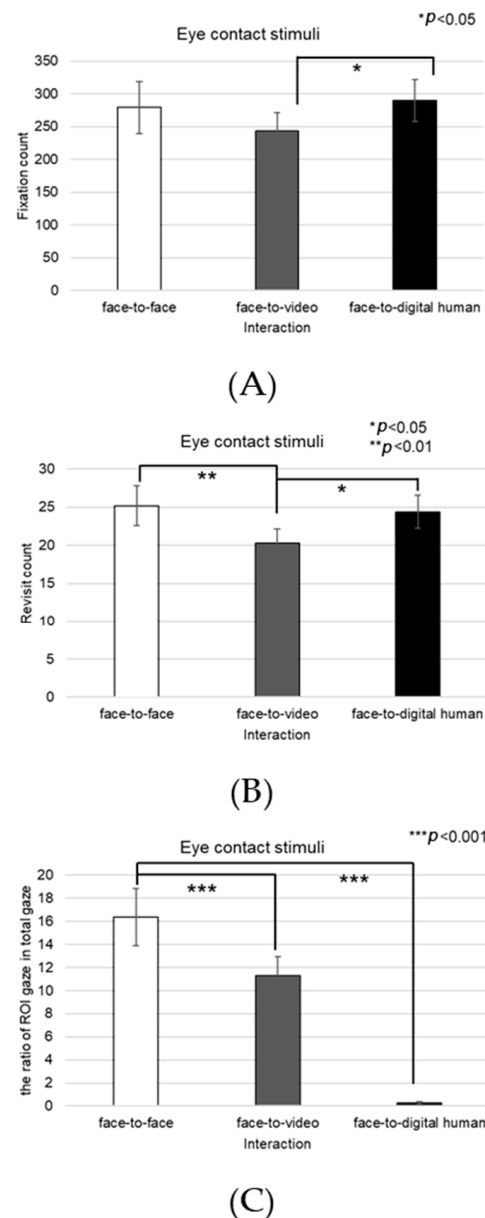 *p<0.05
Eye contact stimuli
*
350
300
250
200
150
100
50
0
Fixation count
face-to-face face-to-video face-to-digital human
Interaction
(A)
*p<0.05
**p<0.01
Eye contact stimuli
** *
30
25
20
15
10
5
0
Revisit count
face-to-face face-to-video face-to-digital human
Interaction
(B)
***p<0.001
Eye contact stimuli
*** ***
20
18
16
14
12
10
8
6
4
2
0
the ratio of ROI gaze in total gaze
face-to-face face-to-video face-to-digital human
Interaction
(C)